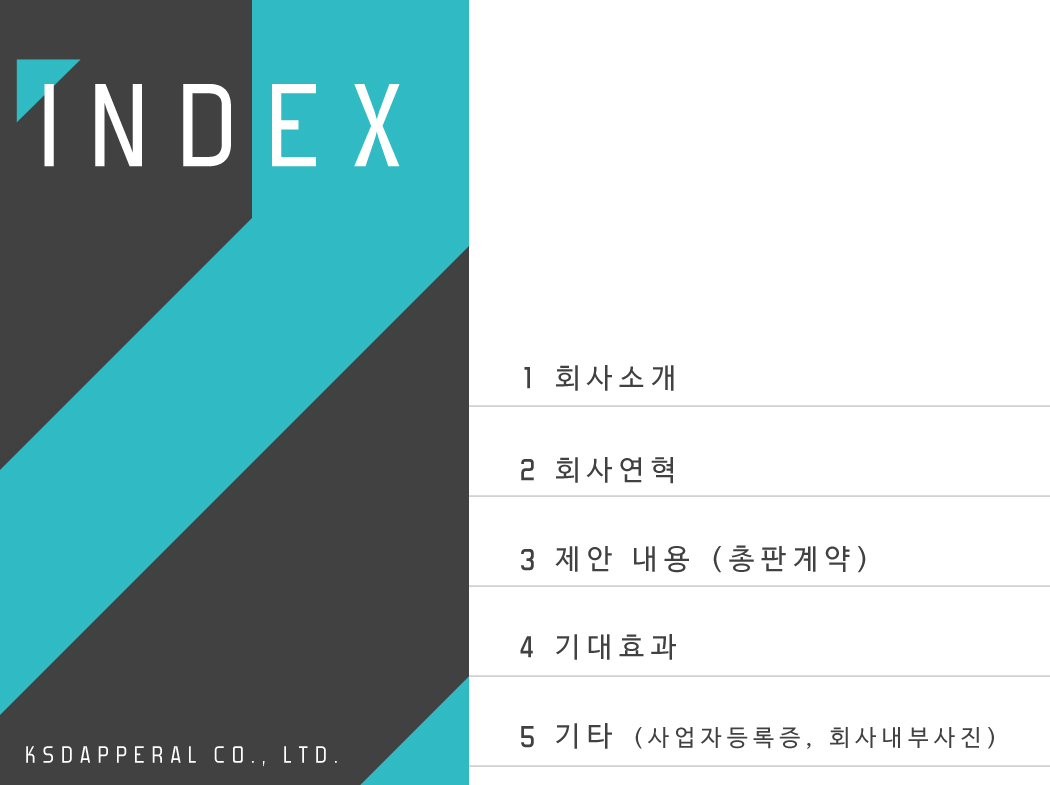 INDEX
1 회사소개
2 회사연혁
3 제안 내용 (총판계약)
4 기대효과
5 기타 (사업자등록증, 회사내부사진)
KSDAPPERAL CO., LTD.